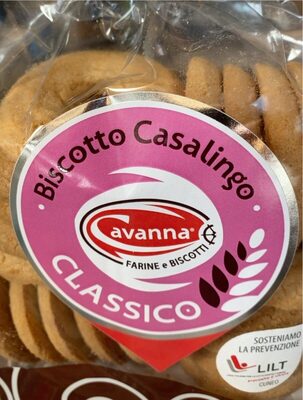 Biscotto Casalingo
Cavanna®
FARINE e BISCOTTI
CLASSICO
SOSTENIAMO
LA PREVENZIONE
LILT
CUNEO